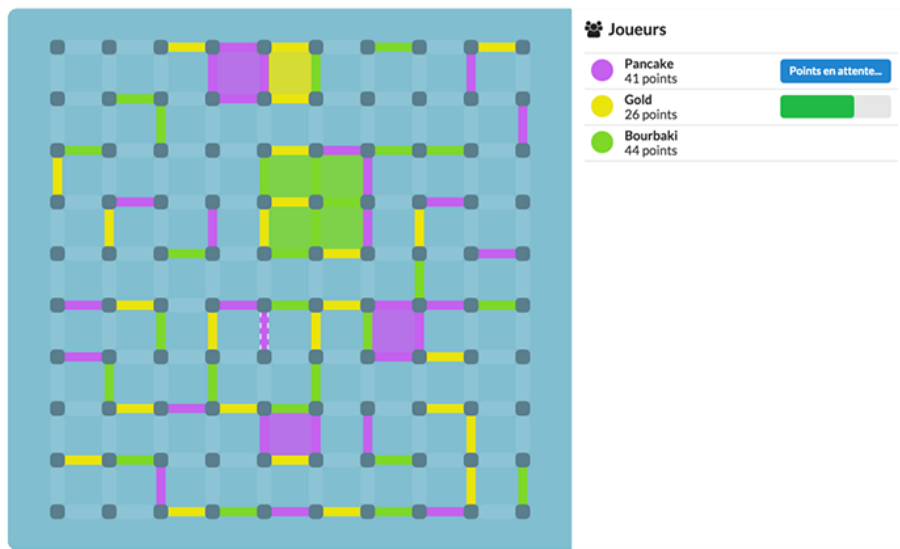 Joueurs
Pancake
41 points
Points en attente...
Gold
26 points
Bourbaki
44 points